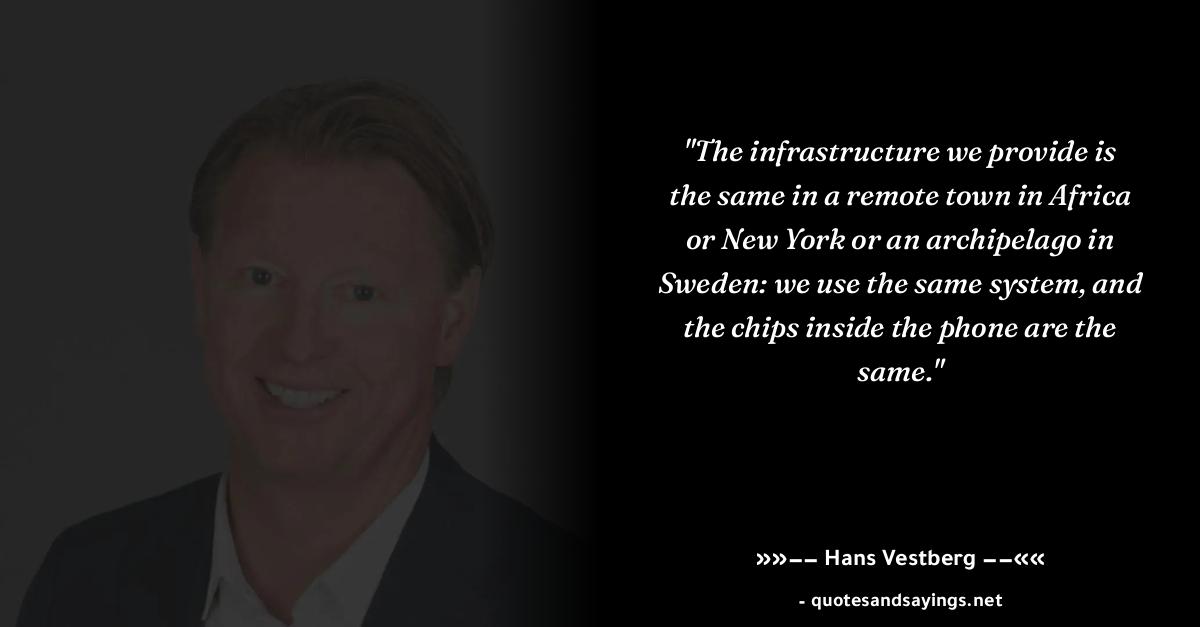 "The infrastructure we provide is
the same in a remote town in Africa
or New York or an archipelago in
Sweden: we use the same system, and
the chips inside the phone are the
same."
»»−− Hans Vestberg −−««
- quotesandsayings.net